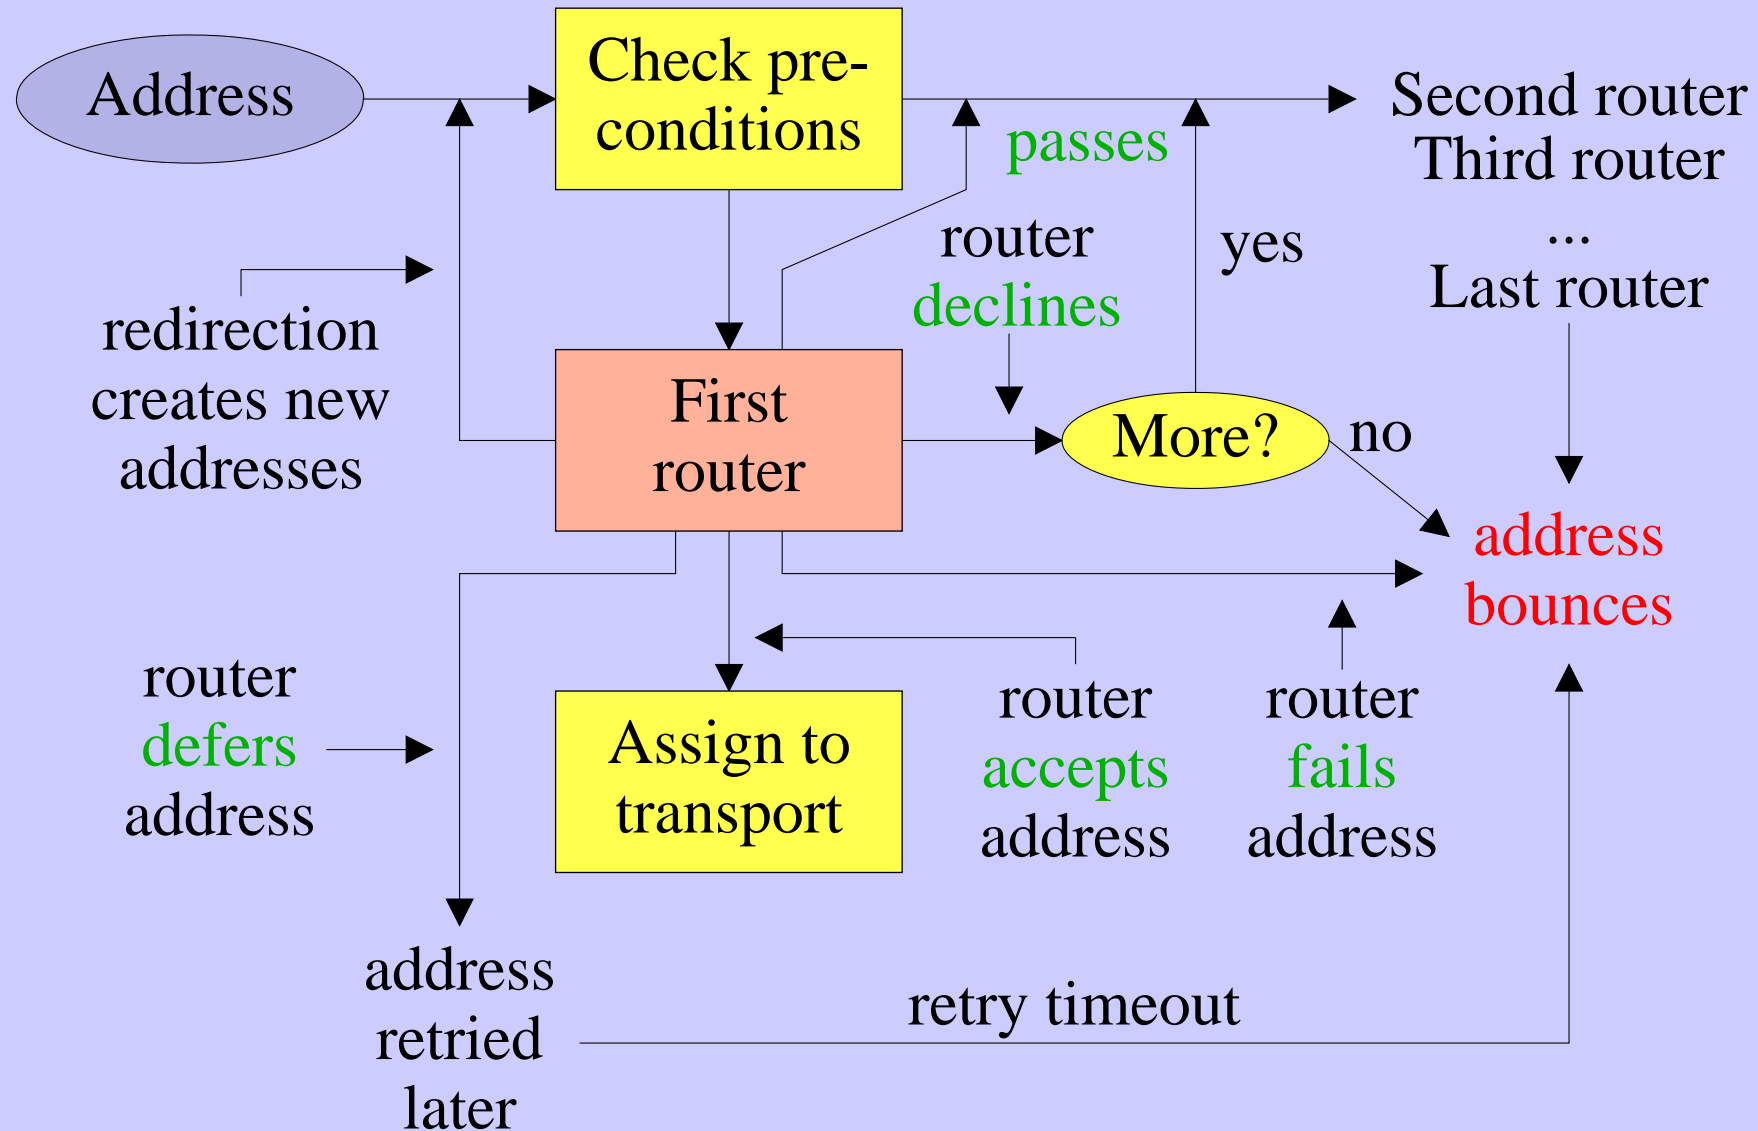 Address
Check pre-
conditions
Second router
Third router
...
Last router
passes
router
declines
yes
redirection
creates new
addresses
First
router
More?
no
address
bounces
router
defers
address
Assign to
transport
router
accepts
address
router
fails
address
address
retried
later
retry timeout